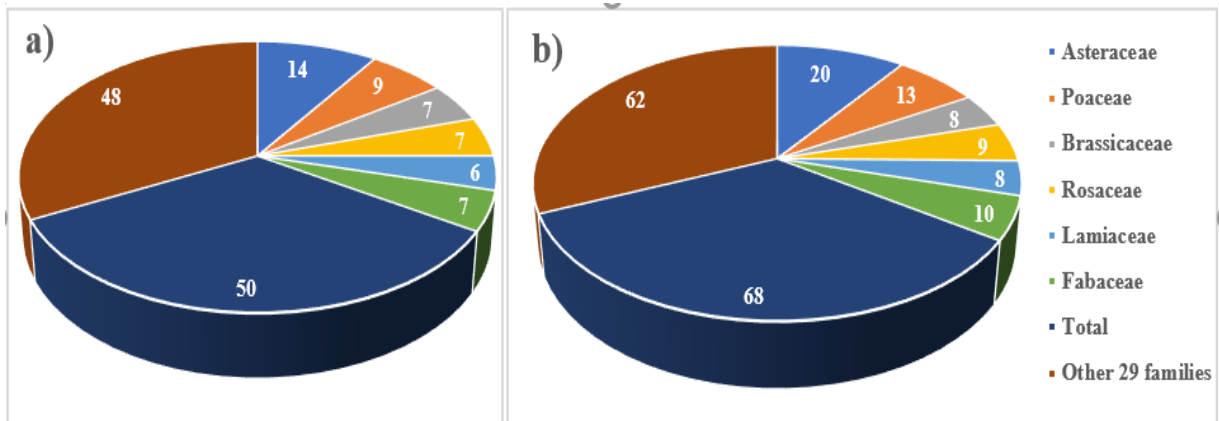 a)
14
9
7
7
6
7
50
48
b)
20
13
8
9
8
10
68
62
Asteraceae
Poaceae
Brassicaceae
Rosaceae
Lamiaceae
Fabaceae
Total
Other 29 families